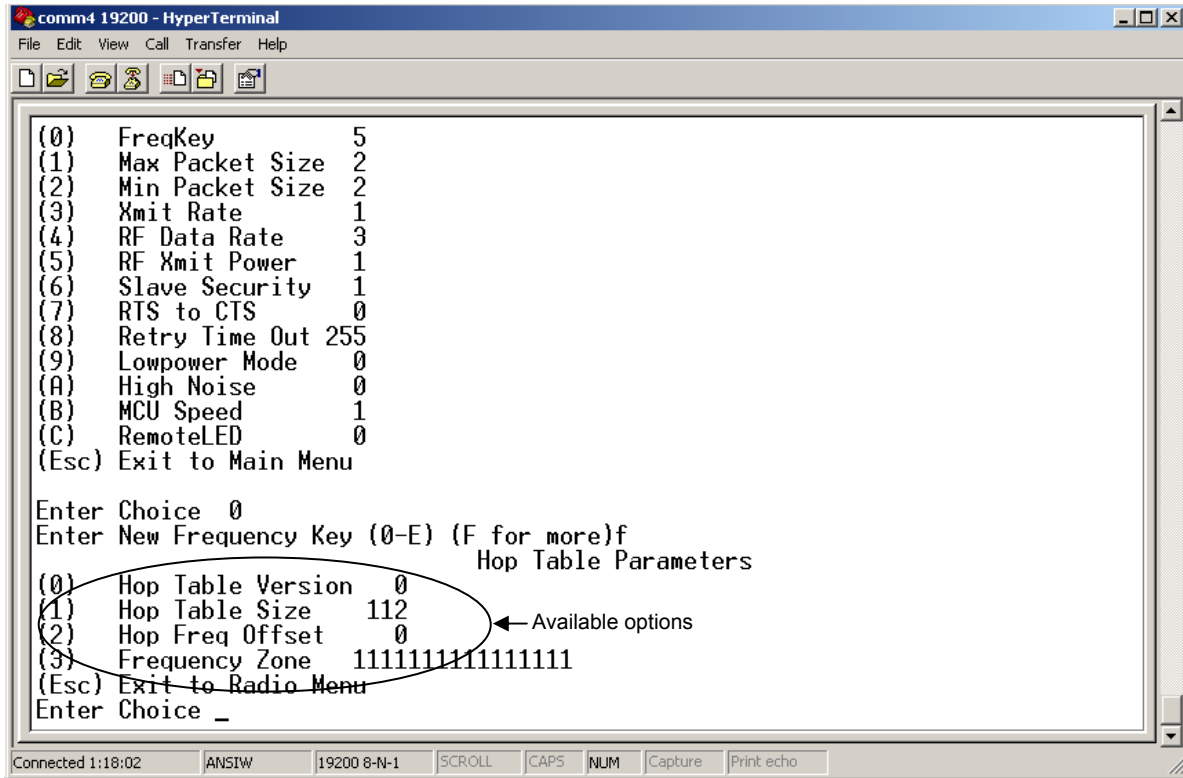 comm4 19200 - HyperTerminal
File Edit View Call Transfer Help
(0) FreqKey 5
(1) Max Packet Size 2
(2) Min Packet Size 2
(3) Xmit Rate 1
(4) RF Data Rate 3
(5) RF Xmit Power 1
(6) Slave Security 1
(7) RTS to CTS 0
(8) Retry Time Out 255
(9) Lowpower Mode 0
(A) High Noise 0
(B) MCU Speed 1
(C) RemoteLED 0
(Esc) Exit to Main Menu
Enter Choice 0
Enter New Frequency Key (0-E) (F for more)f
Hop Table Parameters
(0) Hop Table Version 0
(1) Hop Table Size 112
(2) Hop Freq Offset 0
(3) Frequency Zone 1111111111111111
(Esc) Exit to Radio Menu
Enter Choice _
Available options
Connected 1:18:02 ANSIW 19200 8-N-1 SCROLL CAPS NUM Capture Print echo